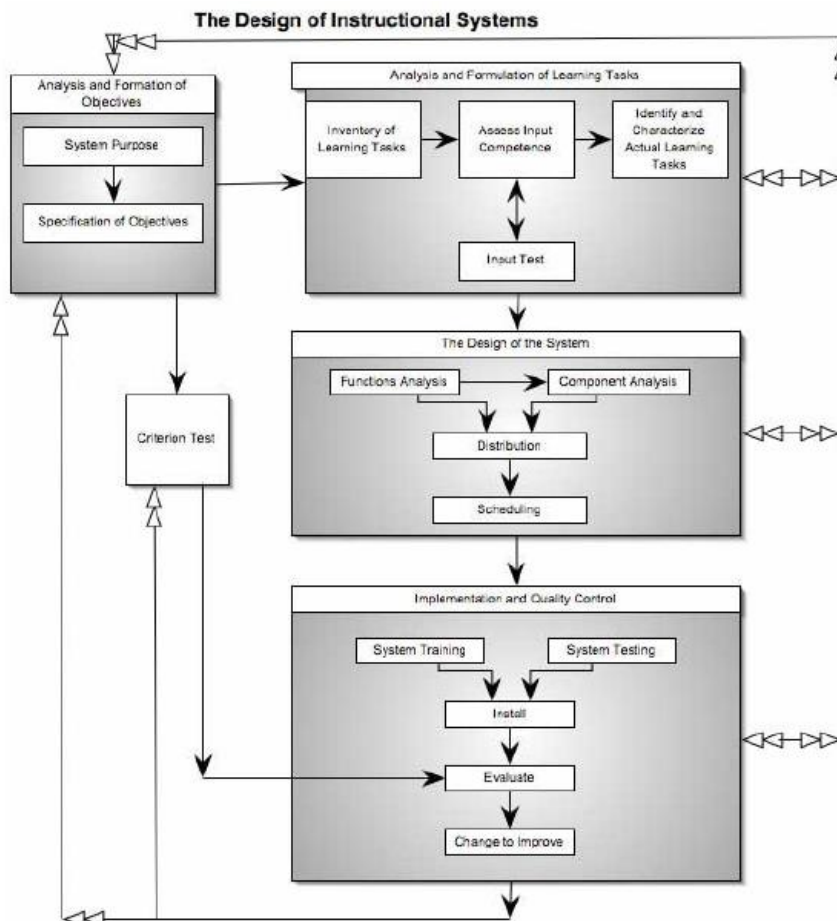 The Design of Instructional Systems
Analysis and Formation of
Objectives
System Purpose
Specification of Objectives
Analysis and Formulation of Learning Tasks
Inventory of
Learning Tasks
Assess Input
Competence
Identify and
Characterize
Actual Learning
Tasks
Input Test
The Design of the System
Functions Analysis
Component Analysis
Distribution
Scheduling
Criterion Test
Implementation and Quality Control
System Training
System Testing
Install
Evaluate
Change to Improve